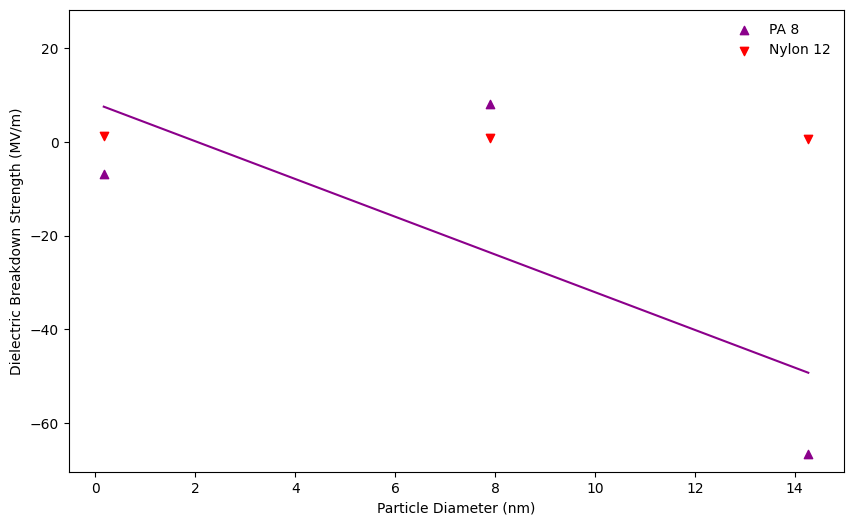 PA 8
Nylon 12
Dielectric Breakdown Strength (MV/m)
20
0
−20
−40
−60
0 2 4 6 8 10 12 14
Particle Diameter (nm)